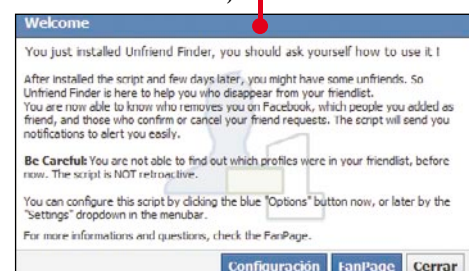 Welcome
You just installed Unfriend Finder, you should ask yourself how to use it !
After installed the script and few days later, you might have some unfriends. So
Unfriend Finder is here to help you who disappear from your friendlist.
You are now able to know who removes you on Facebook, which people you added as
friend, and those who confirm or cancel your friend requests. The script will send you
notifications to alert you easily.
Be Careful: You are not able to find out which profiles were in your friendlist, before
now. The script is NOT retroactive.
You can configure this script by clicking the blue "Options" button now, or later by the
"Settings" dropdown in the menubar.
For more informations and questions, check the FanPage.
Configuración FanPage Cerrar